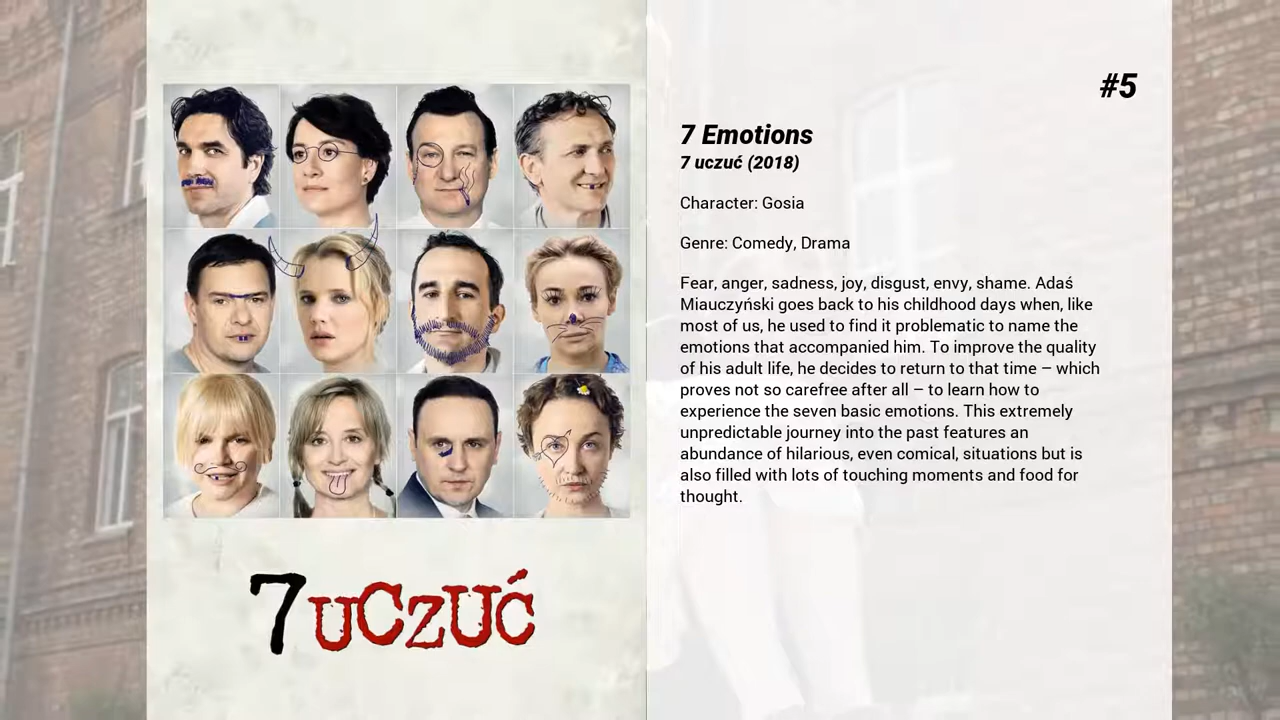 #5
7 Emotions
7 uczuć (2018)
Character: Gosia
Genre: Comedy, Drama
Fear, anger, sadness, joy, disgust, envy, shame. Adaś
Miauczyński goes back to his childhood days when, like
most of us, he used to find it problematic to name the
emotions that accompanied him. To improve the quality
of his adult life, he decides to return to that time – which
proves not so carefree after all – to learn how to
experience the seven basic emotions. This extremely
unpredictable journey into the past features an
abundance of hilarious, even comical, situations but is
also filled with lots of touching moments and food for
thought.
7 uczuć